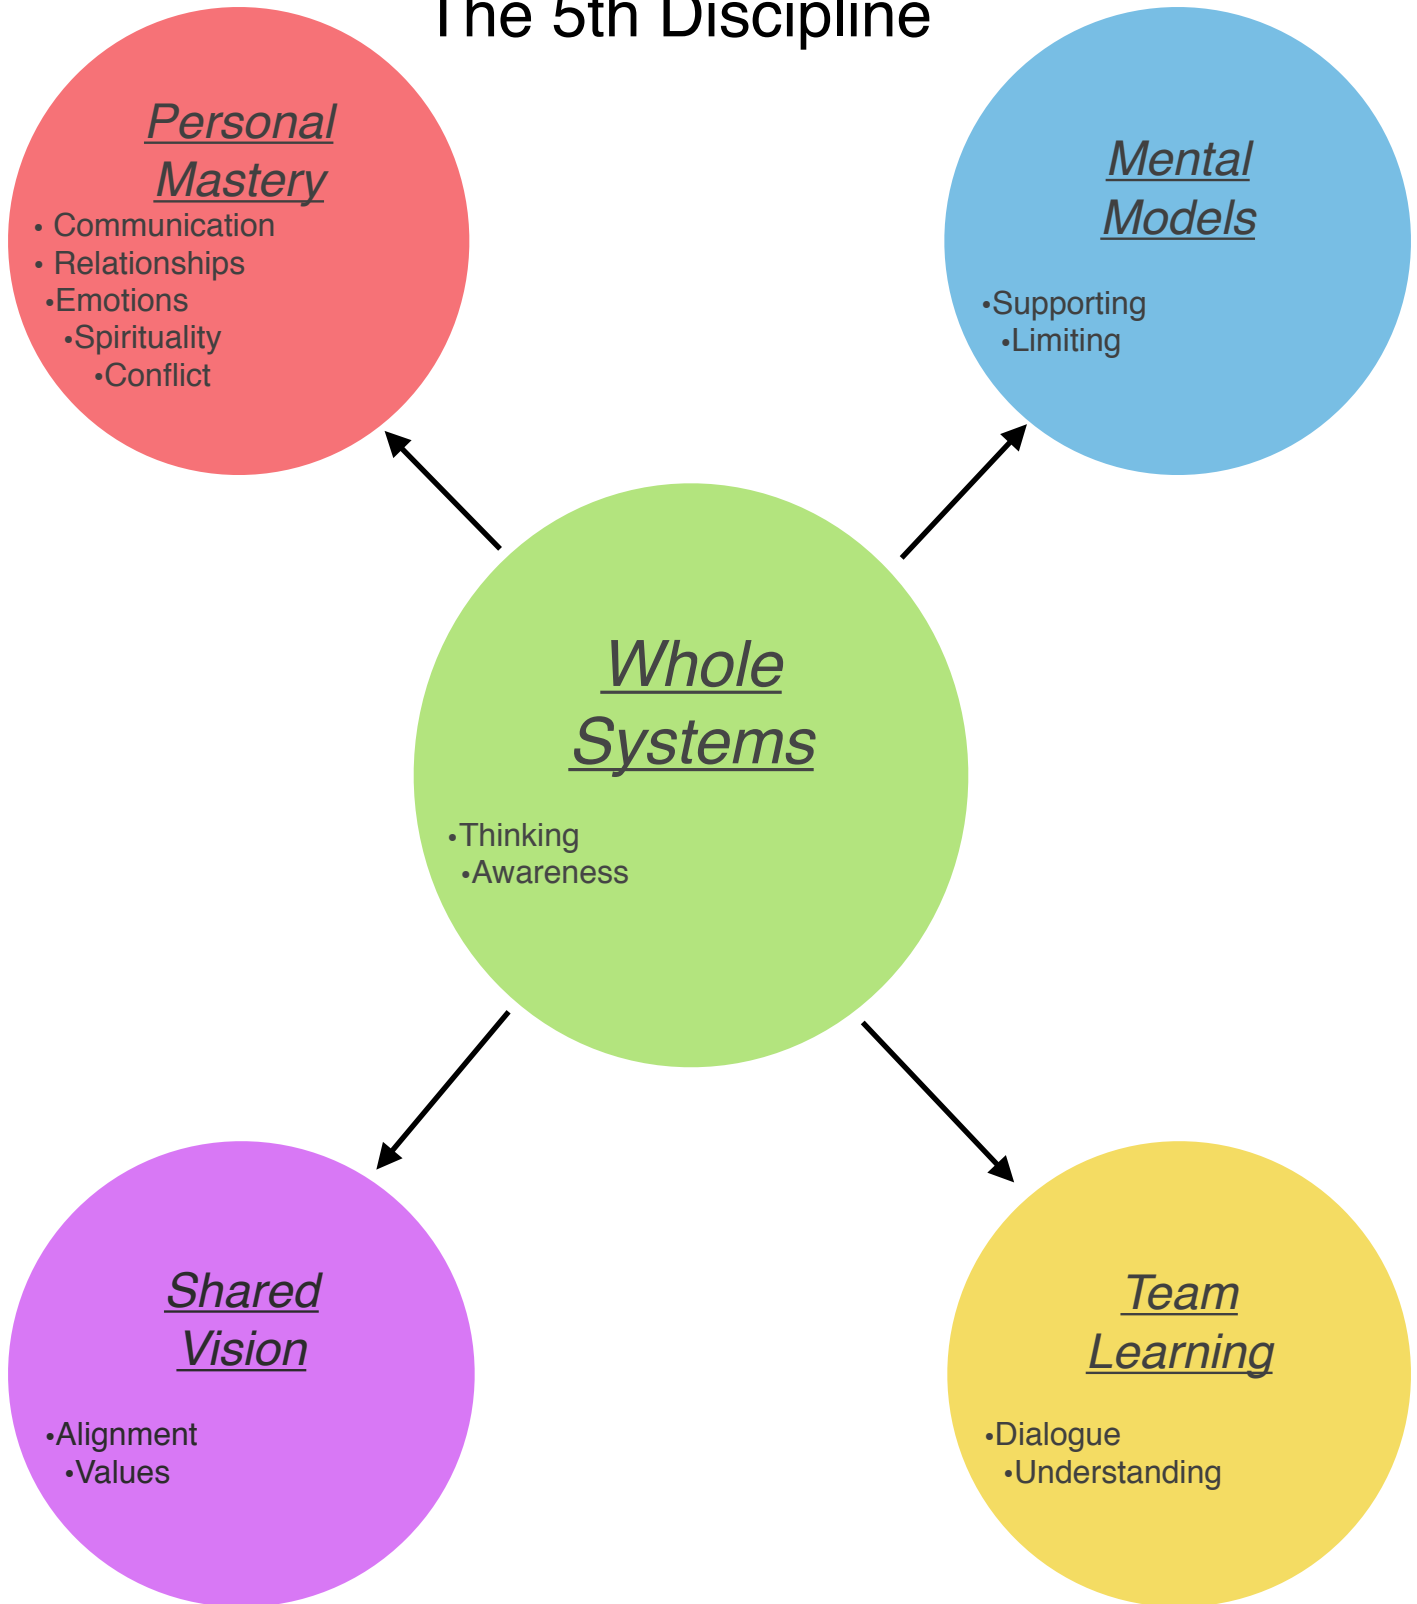 The 5th Discipline
Personal
Mastery
• Communication
• Relationships
•Emotions
•Spirituality
•Conflict
Mental
Models
•Supporting
•Limiting
Whole
Systems
•Thinking
•Awareness
Shared
Vision
•Alignment
•Values
Team
Learning
•Dialogue
•Understanding